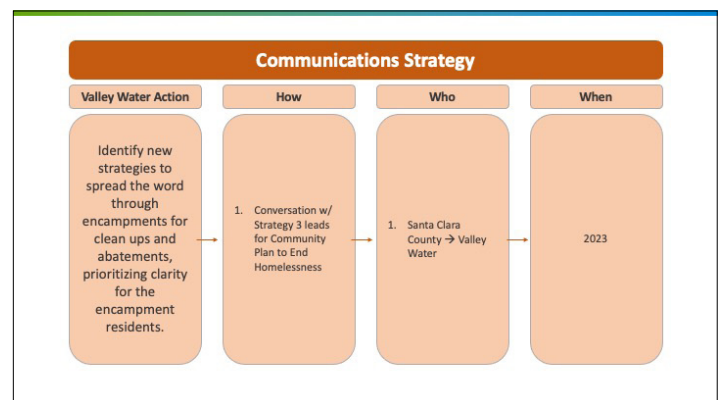 Communications Strategy
Valley Water Action
How
Who
When
Identify new
strategies to
spread the word
through
encampments for
clean ups and
abatements,
prioritizing clarity
for the
encampment
residents.
1. Conversation w/
Strategy 3 leads
for Community
Plan to End
Homelessness
1. Santa Clara
County → Valley
Water
2023